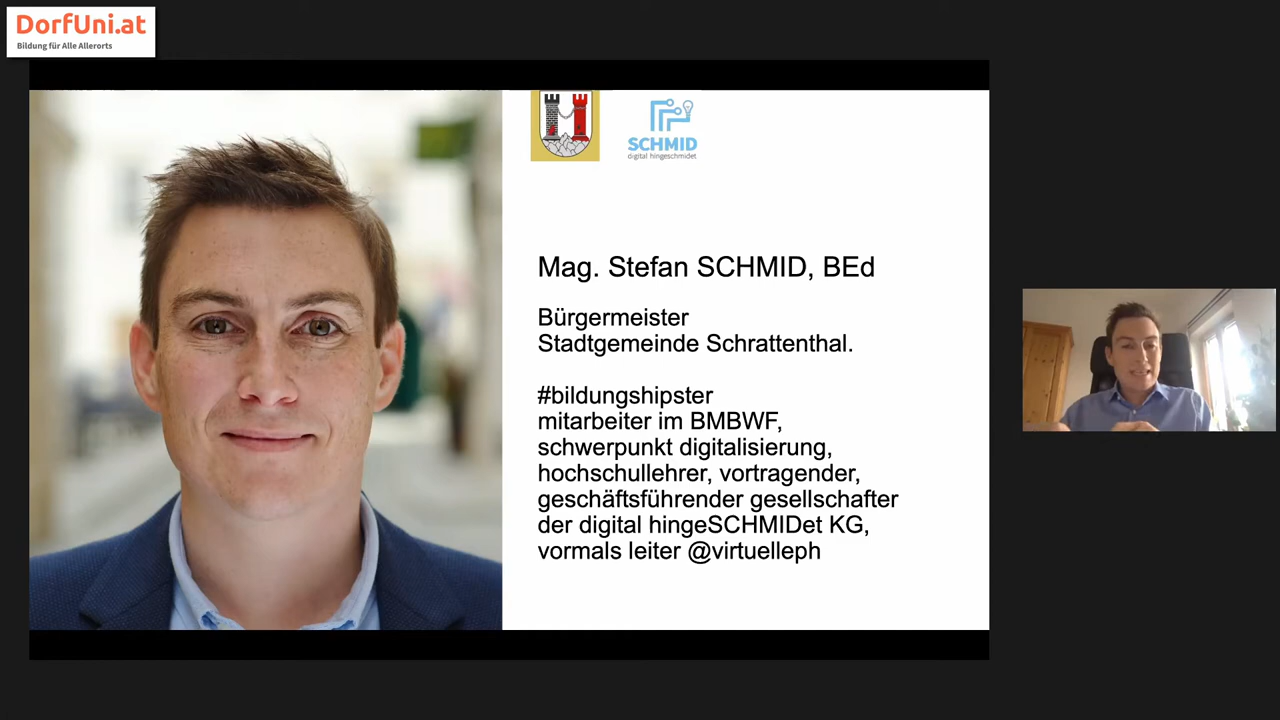 DorfUni.at
Bildung für Alle Allerorts
SCHMID
digital hingeschmidet
Mag. Stefan SCHMID, BEd
Bürgermeister
Stadtgemeinde Schrattenthal.
#bildungshipster
mitarbeiter im BMBWF,
schwerpunkt digitalisierung,
hochschullehrer, vortragender,
geschäftsführender gesellschafter
der digital hingeSCHMIDet KG,
vormals leiter @virtuelleph